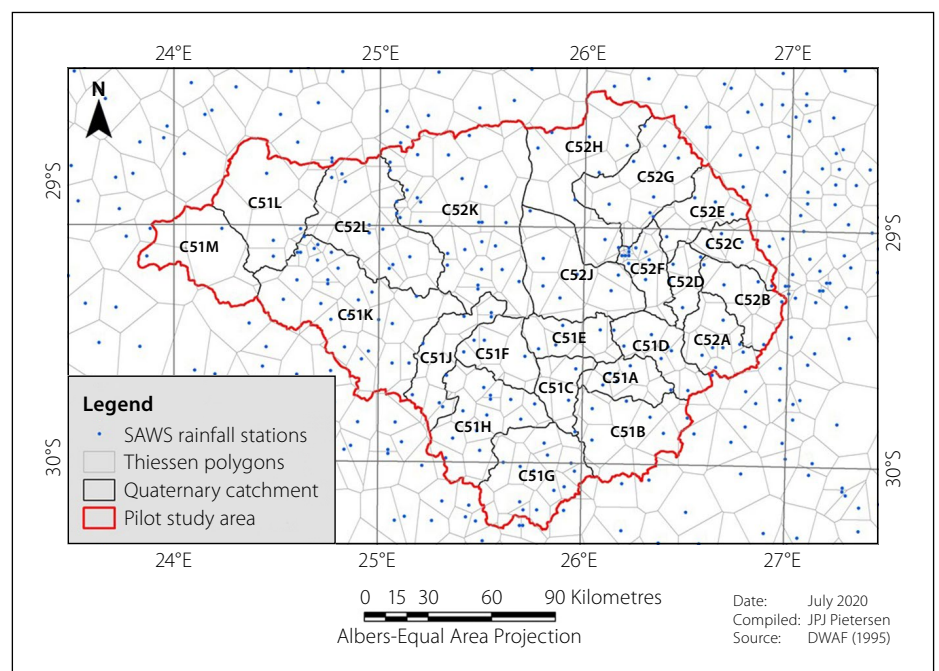 24°E 25°E 26°E 27°E
N
29°S
29°S
C52H
C52G
C51L
C52K
C52E
C52L
C51M
C52C
C52J
C52F
C52D
C52B
C51K
C51E
C51D
C52A
C51J
C51F
C51A
C51C
C51H
C51B
C51G
30°S
30°S
Legend
SAWS rainfall stations
Thiessen polygons
Quaternary catchment
Pilot study area
24°E 25°E 26°E 27°E
0 15 30 60 90 Kilometres
Albers-Equal Area Projection
Date: July 2020
Compiled: JPJ Pietersen
Source: DWAF (1995)